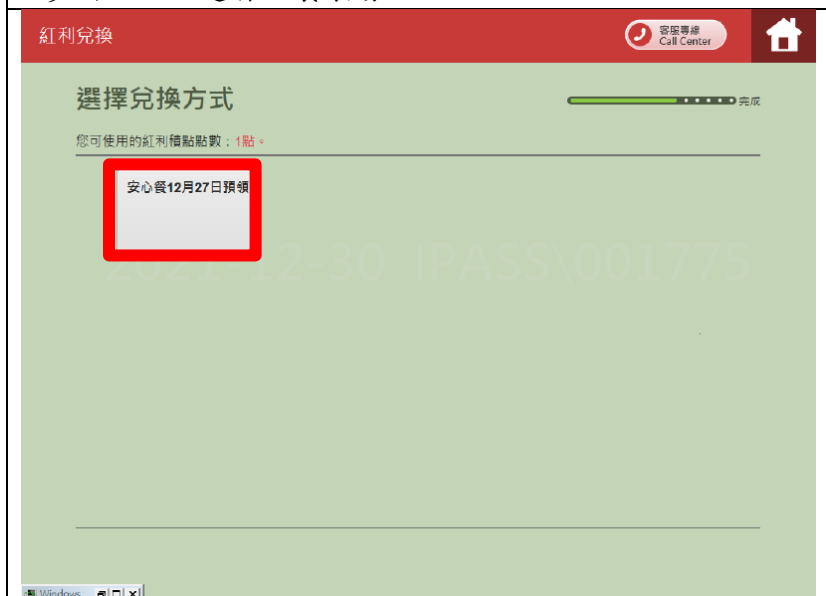 紅利兌換
客服專線
Call Center
選擇兌換方式
完成
您可使用的紅利積點點數：1點。
安心餐12月27日預領
2021-12-30 IPASS\001775
Windows